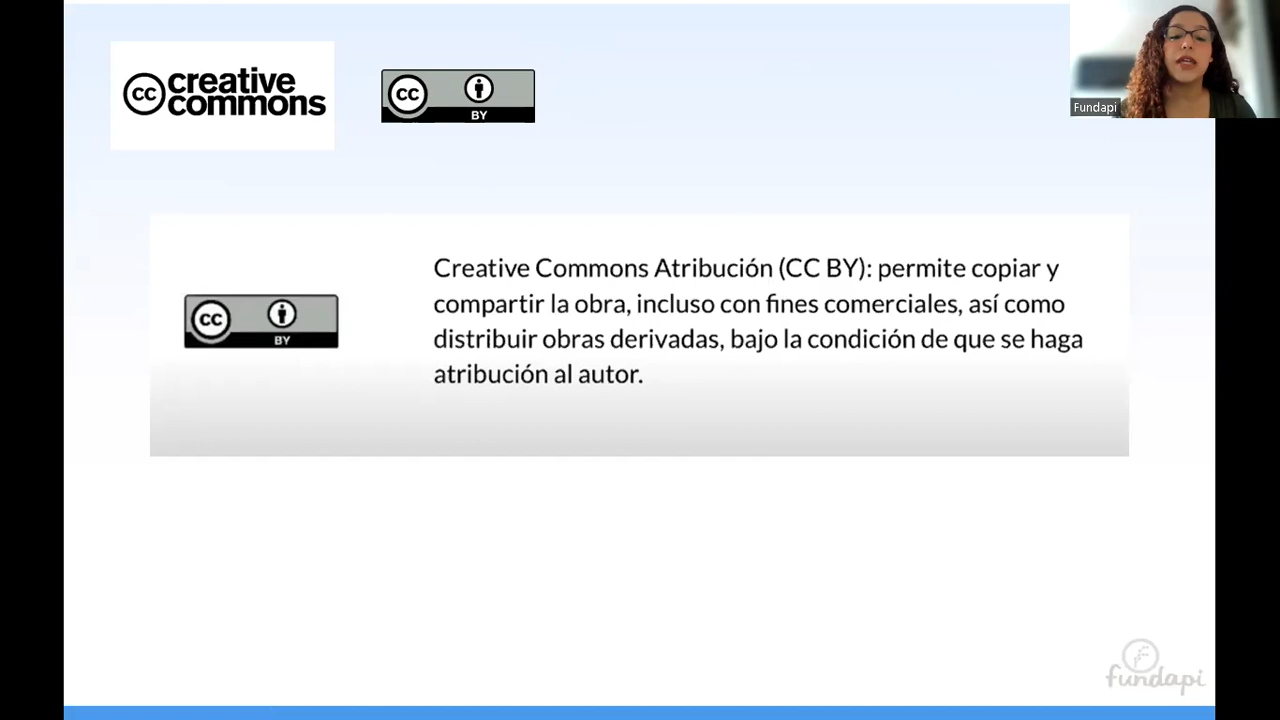 creative
commons
CC
BY
Fundapi
CC
BY
Creative Commons Atribución (CC BY): permite copiar y
compartir la obra, incluso con fines comerciales, así como
distribuir obras derivadas, bajo la condición de que se haga
atribución al autor.
fundapi